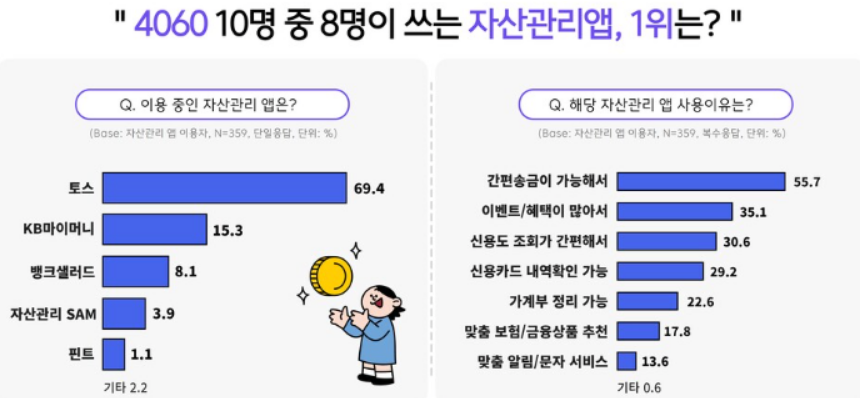 " 4060 10명 중 8명이 쓰는 자산관리앱, 1위는? "
Q. 이용 중인 자산관리 앱은?
(Base: 자산관리 앱 이용자, N=359, 단일응답, 단위: %)
토스 69.4
KB마이머니 15.3
뱅크샐러드 8.1
자산관리 SAM 3.9
핀트 1.1
기타 2.2
Q. 해당 자산관리 앱 사용이유는?
(Base: 자산관리 앱 이용자, N=359, 복수응답, 단위: %)
간편송금이 가능해서 55.7
이벤트/혜택이 많아서 35.1
신용도 조회가 간편해서 30.6
신용카드 내역확인 가능 29.2
가계부 정리 가능 22.6
맞춤 보험/금융상품 추천 17.8
맞춤 알림/문자 서비스 13.6
기타 0.6